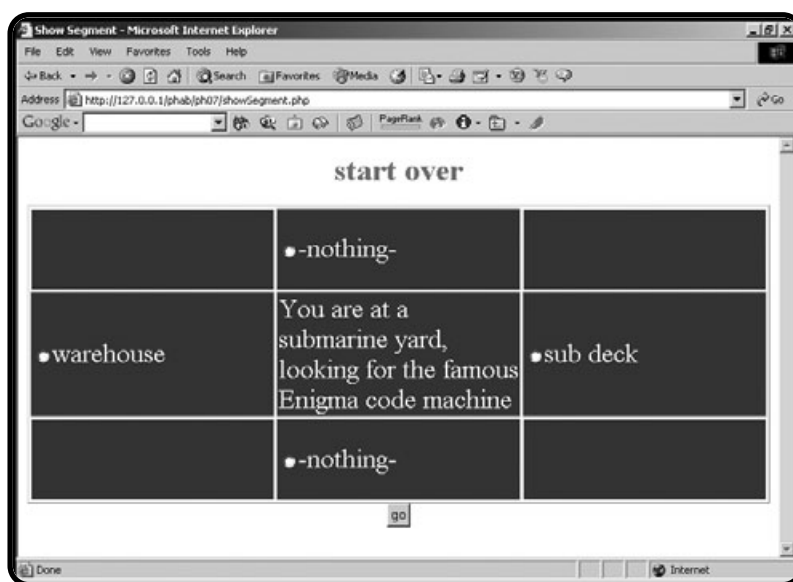 Show Segment - Microsoft Internet Explorer
File Edit View Favorites Tools Help
Back Search Favorites Media
Address http://127.0.0.1/phab/ph07/showSegment.php Go
Google PageRank
start over
-nothing-
warehouse
You are at a
submarine yard,
looking for the famous
Enigma code machine
sub deck
-nothing-
go
Done Internet